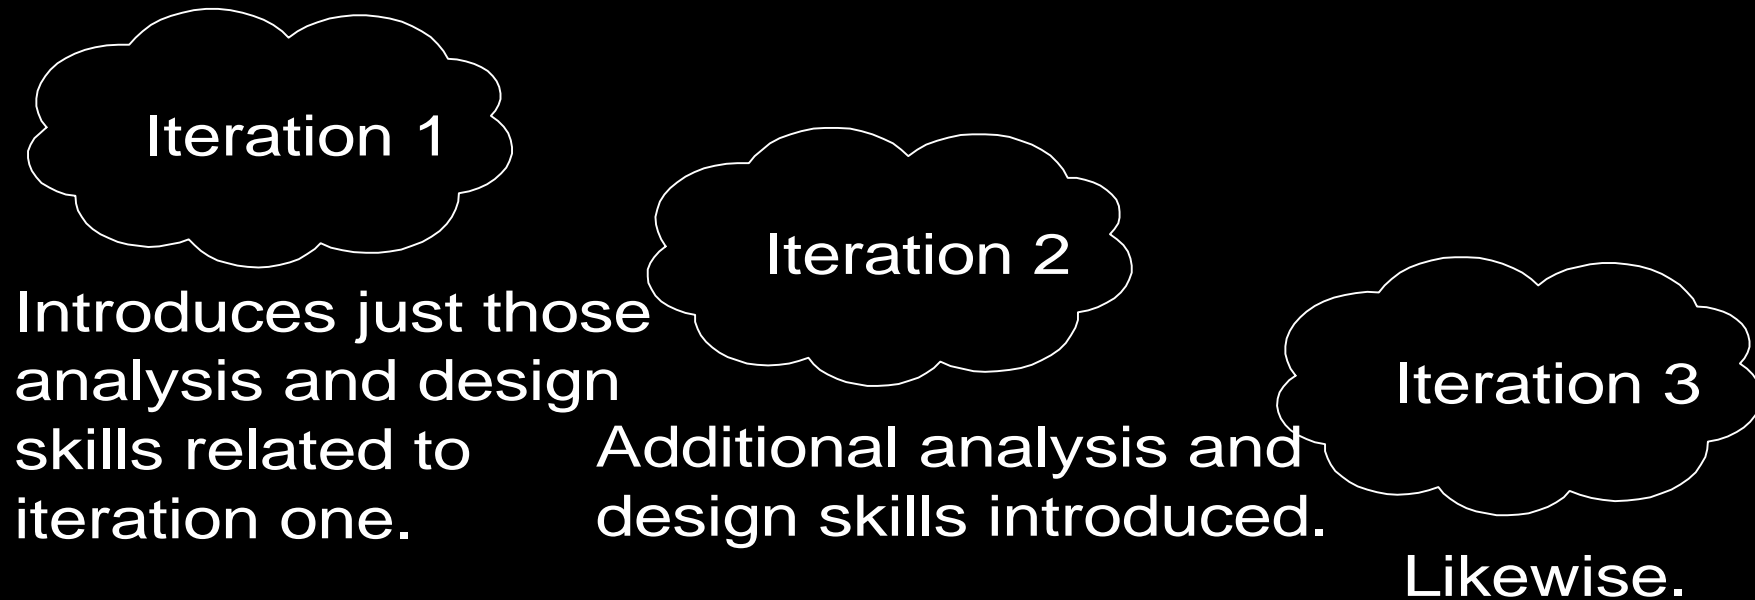 Iteration 1
Introduces just those
analysis and design
skills related to
iteration one.
Iteration 2
Additional analysis and
design skills introduced.
Iteration 3
Likewise.